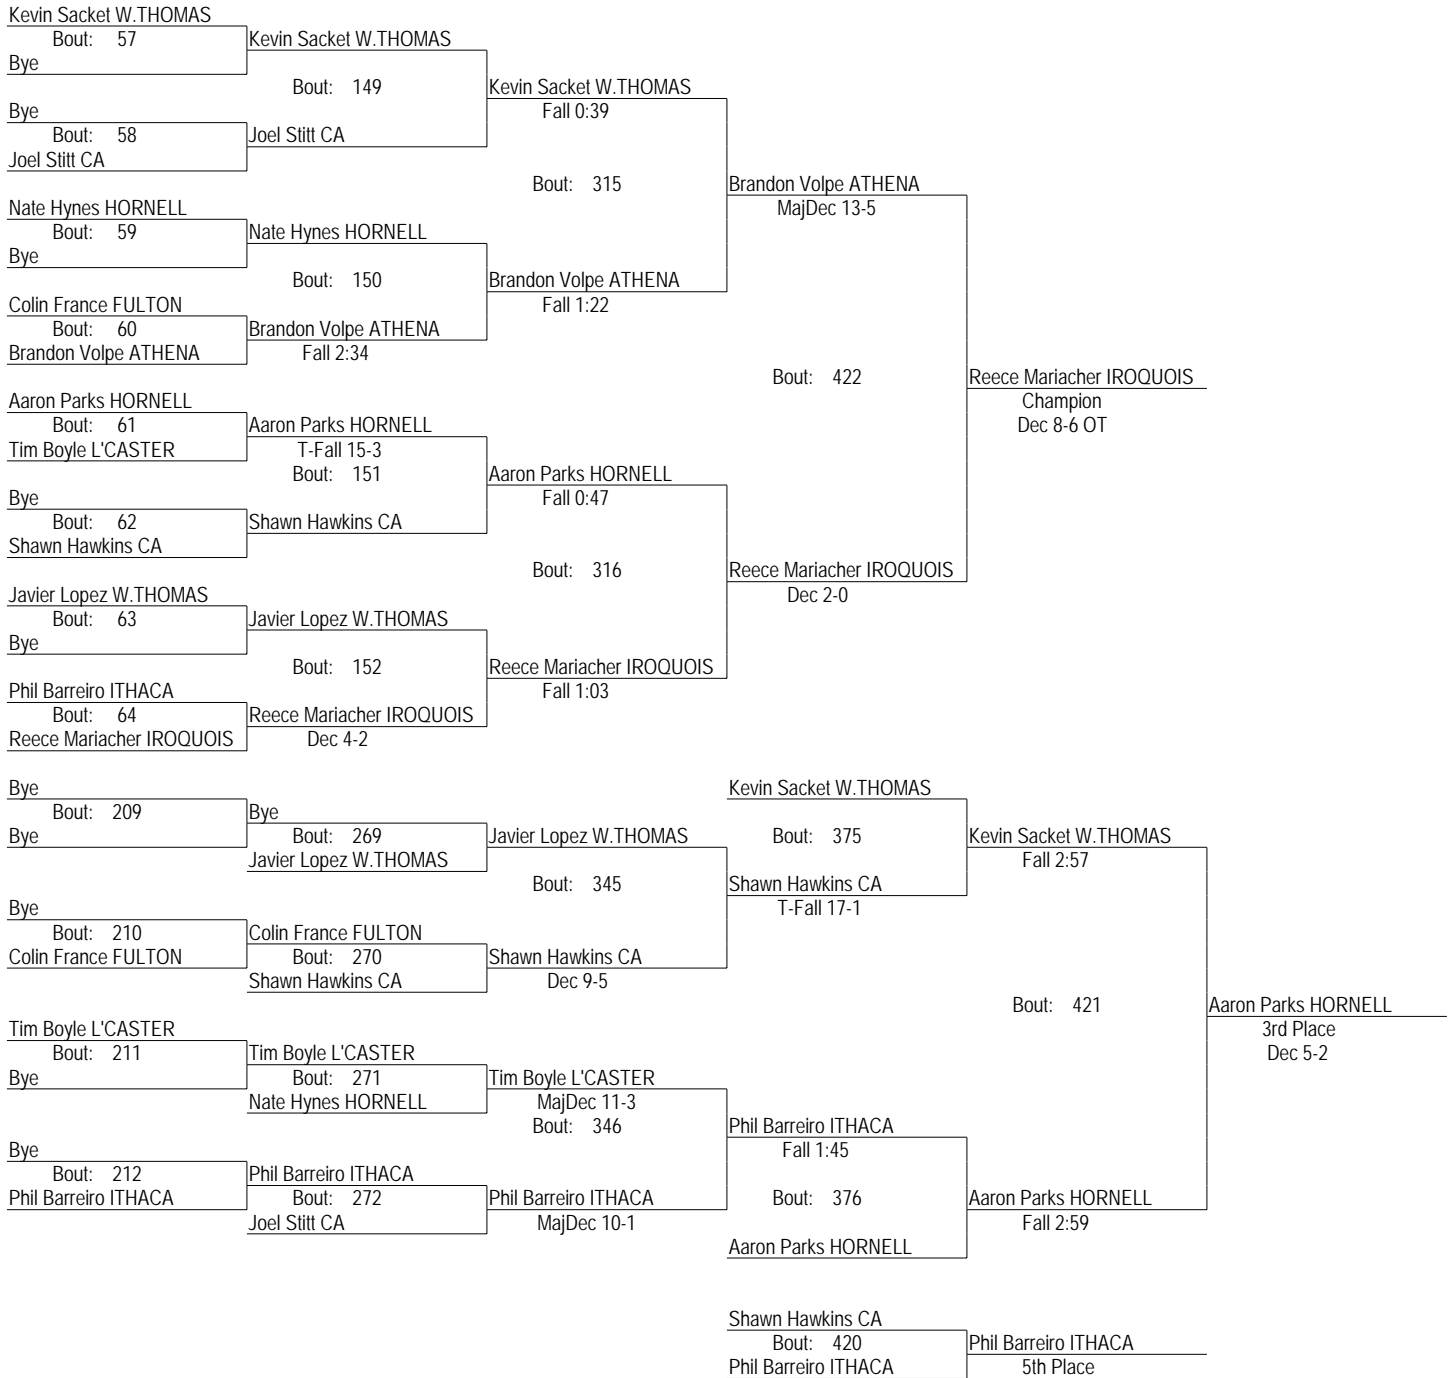 Kevin Sacket W.THOMAS
Bout: 57
Bye
Bye
Bout: 58
Joel Stitt CA
Nate Hynes HORNELL
Bout: 59
Bye
Colin France FULTON
Bout: 60
Brandon Volpe ATHENA
Aaron Parks HORNELL
Bout: 61
Tim Boyle L'CASTER
Bye
Bout: 62
Shawn Hawkins CA
Javier Lopez W.THOMAS
Bout: 63
Bye
Phil Barreiro ITHACA
Bout: 64
Reece Mariacher IROQUOIS
Kevin Sacket W.THOMAS
Bout: 149
Joel Stitt CA
Nate Hynes HORNELL
Bout: 150
Brandon Volpe ATHENA
Fall 2:34
Aaron Parks HORNELL
T-Fall 15-3
Bout: 151
Shawn Hawkins CA
Javier Lopez W.THOMAS
Bout: 152
Reece Mariacher IROQUOIS
Dec 4-2
Kevin Sacket W.THOMAS
Fall 0:39
Bout: 315
Brandon Volpe ATHENA
Fall 1:22
Aaron Parks HORNELL
Fall 0:47
Bout: 316
Reece Mariacher IROQUOIS
Fall 1:03
Brandon Volpe ATHENA
MajDec 13-5
Bout: 422
Reece Mariacher IROQUOIS
Dec 2-0
Reece Mariacher IROQUOIS
Champion
Dec 8-6 OT
Bye
Bout: 209
Bye
Bye
Bout: 210
Colin France FULTON
Tim Boyle L'CASTER
Bout: 211
Bye
Bye
Bout: 212
Phil Barreiro ITHACA
Bye
Bout: 269
Javier Lopez W.THOMAS
Colin France FULTON
Bout: 270
Shawn Hawkins CA
Tim Boyle L'CASTER
Bout: 271
Nate Hynes HORNELL
Phil Barreiro ITHACA
Bout: 272
Joel Stitt CA
Javier Lopez W.THOMAS
Bout: 345
Shawn Hawkins CA
Dec 9-5
Tim Boyle L'CASTER
MajDec 11-3
Bout: 346
Phil Barreiro ITHACA
MajDec 10-1
Kevin Sacket W.THOMAS
Bout: 375
Shawn Hawkins CA
T-Fall 17-1
Phil Barreiro ITHACA
Fall 1:45
Bout: 376
Aaron Parks HORNELL
Kevin Sacket W.THOMAS
Fall 2:57
Bout: 421
Aaron Parks HORNELL
Fall 2:59
Aaron Parks HORNELL
3rd Place
Dec 5-2
Shawn Hawkins CA
Bout: 420
Phil Barreiro ITHACA
Phil Barreiro ITHACA
5th Place